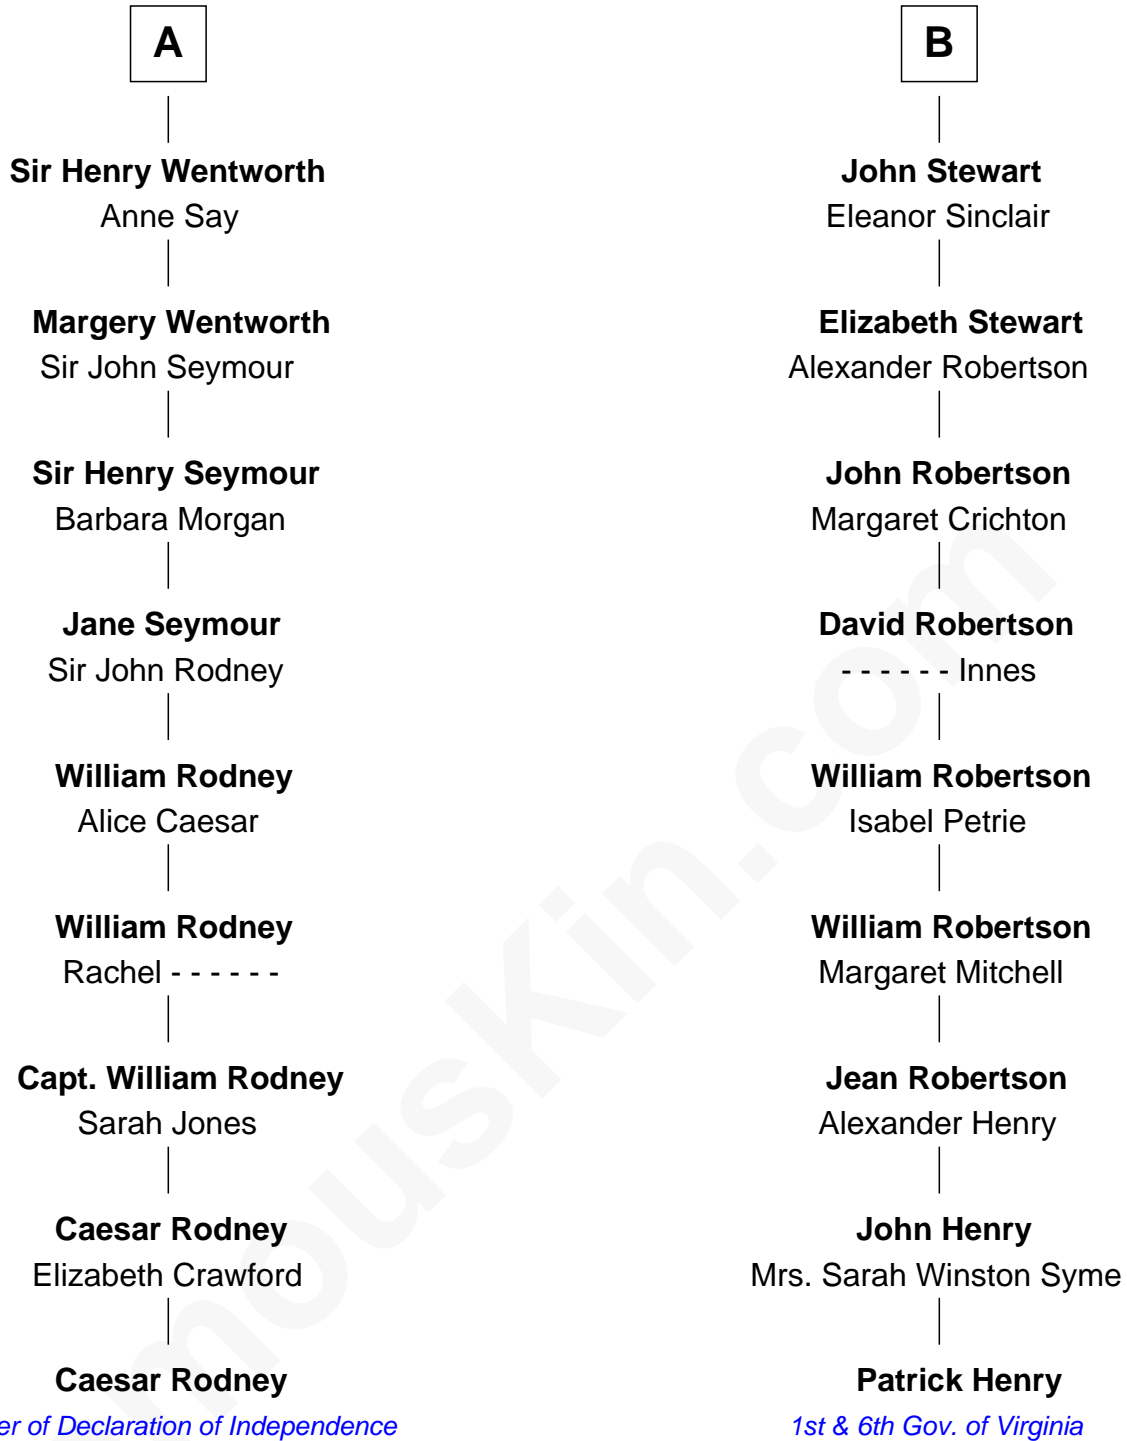 A
Sir Henry Wentworth
Anne Say
Margery Wentworth
Sir John Seymour
Sir Henry Seymour
Barbara Morgan
Jane Seymour
Sir John Rodney
William Rodney
Alice Caesar
William Rodney
Rachel - - - - - -
Capt. William Rodney
Sarah Jones
Caesar Rodney
Elizabeth Crawford
Caesar Rodney
er of Declaration of Independence
B
John Stewart
Eleanor Sinclair
Elizabeth Stewart
Alexander Robertson
John Robertson
Margaret Crichton
David Robertson
- - - - - - Innes
William Robertson
Isabel Petrie
William Robertson
Margaret Mitchell
Jean Robertson
Alexander Henry
John Henry
Mrs. Sarah Winston Syme
Patrick Henry
1st & 6th Gov. of Virginia
mousKin.com